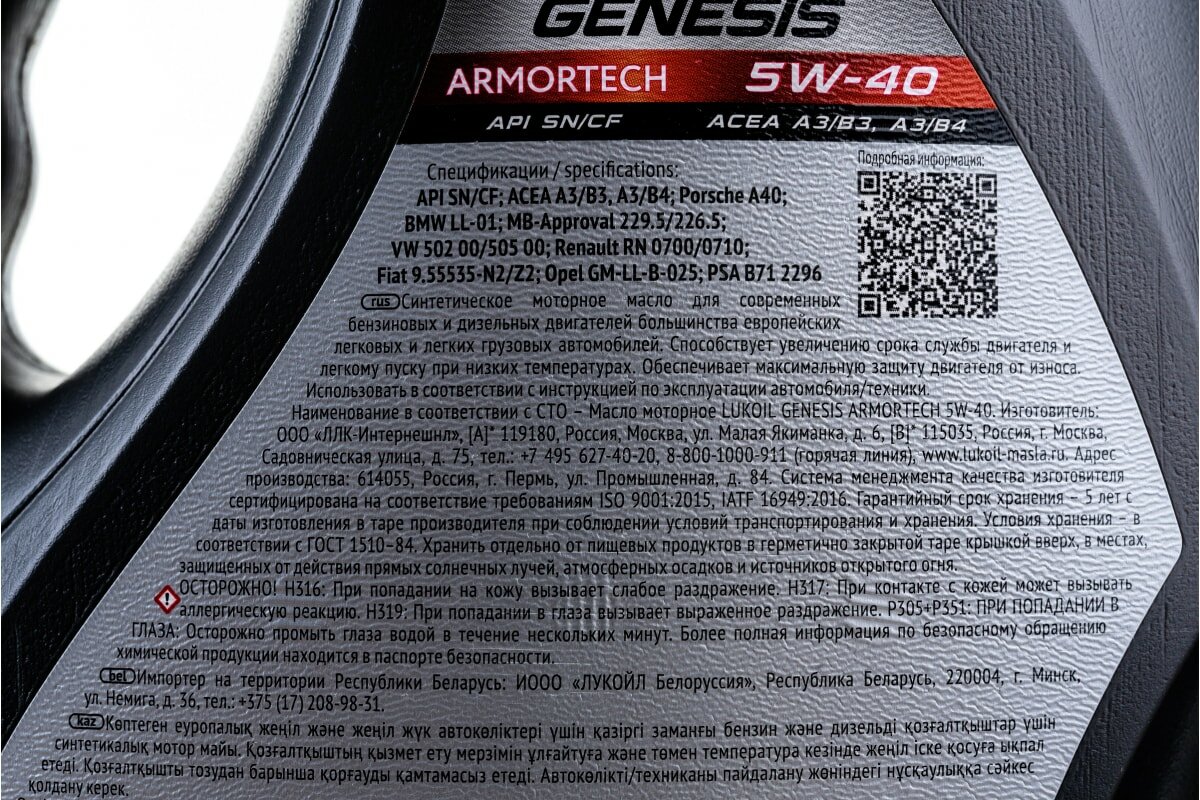 GENESIS
ARMORTECH 5W-40
API SN/CF ACEA A3/B3, A3/B4
Подробная информация:
Спецификации / specifications:
API SN/CF; ACEA A3/B3, A3/B4; Porsche A40;
BMW LL-01; MB-Approval 229.5/226.5;
VW 502 00/505 00; Renault RN 0700/0710;
Fiat 9.55535-N2/Z2; Opel GM-LL-B-025; PSA B71 2296
rus Синтетическое моторное масло для современных
бензиновых и дизельных двигателей большинства европейских
легковых и легких грузовых автомобилей. Способствует увеличению срока службы двигателя и
легкому пуску при низких температурах. Обеспечивает максимальную защиту двигателя от износа.
Использовать в соответствии с инструкцией по эксплуатации автомобиля/техники.
Наименование в соответствии с СТО – Масло моторное LUKOIL GENESIS ARMORTECH 5W-40. Изготовитель:
ООО «ЛЛК-Интернешнл», [A]* 119180, Россия, Москва, ул. Малая Якиманка, д. 6, [B]* 115035, Россия, г. Москва,
Садовническая улица, д. 75, тел.: +7 495 627-40-20, 8-800-1000-911 (горячая линия), www.lukoil-masla.ru. Адрес
производства: 614055, Россия, г. Пермь, ул. Промышленная, д. 84. Система менеджмента качества изготовителя
сертифицирована на соответствие требованиям ISO 9001:2015, IATF 16949:2016. Гарантийный срок хранения – 5 лет с
даты изготовления в таре производителя при соблюдении условий транспортирования и хранения. Условия хранения – в
соответствии с ГОСТ 1510–84. Хранить отдельно от пищевых продуктов в герметично закрытой таре крышкой вверх, в местах,
защищенных от действия прямых солнечных лучей, атмосферных осадков и источников открытого огня.
ОСТОРОЖНО! H316: При попадании на кожу вызывает слабое раздражение. H317: При контакте с кожей может вызывать
аллергическую реакцию. H319: При попадании в глаза вызывает выраженное раздражение. P305+P351: ПРИ ПОПАДАНИИ В
ГЛАЗА: Осторожно промыть глаза водой в течение нескольких минут. Более полная информация по безопасному обращению
химической продукции находится в паспорте безопасности.
bel Импортер на территории Республики Беларусь: ИООО «ЛУКОЙЛ Белоруссия», Республика Беларусь, 220004, г. Минск,
ул. Немига, д. 36, тел.: +375 (17) 208-98-31.
kaz Көптеген еуропалық жеңіл және жеңіл жүк автокөліктері үшін қазіргі заманғы бензин және дизельді қозғалтқыштар үшін
синтетикалық мотор майы. Қозғалтқыштың қызмет ету мерзімін ұлғайтуға және төмен температура кезінде жеңіл іске қосуға ықпал
етеді. Қозғалтқышты тозудан барынша қорғауды қамтамасыз етеді. Автокөлікті/техниканы пайдалану жөніндегі нұсқаулыққа сәйкес
қолдану керек.